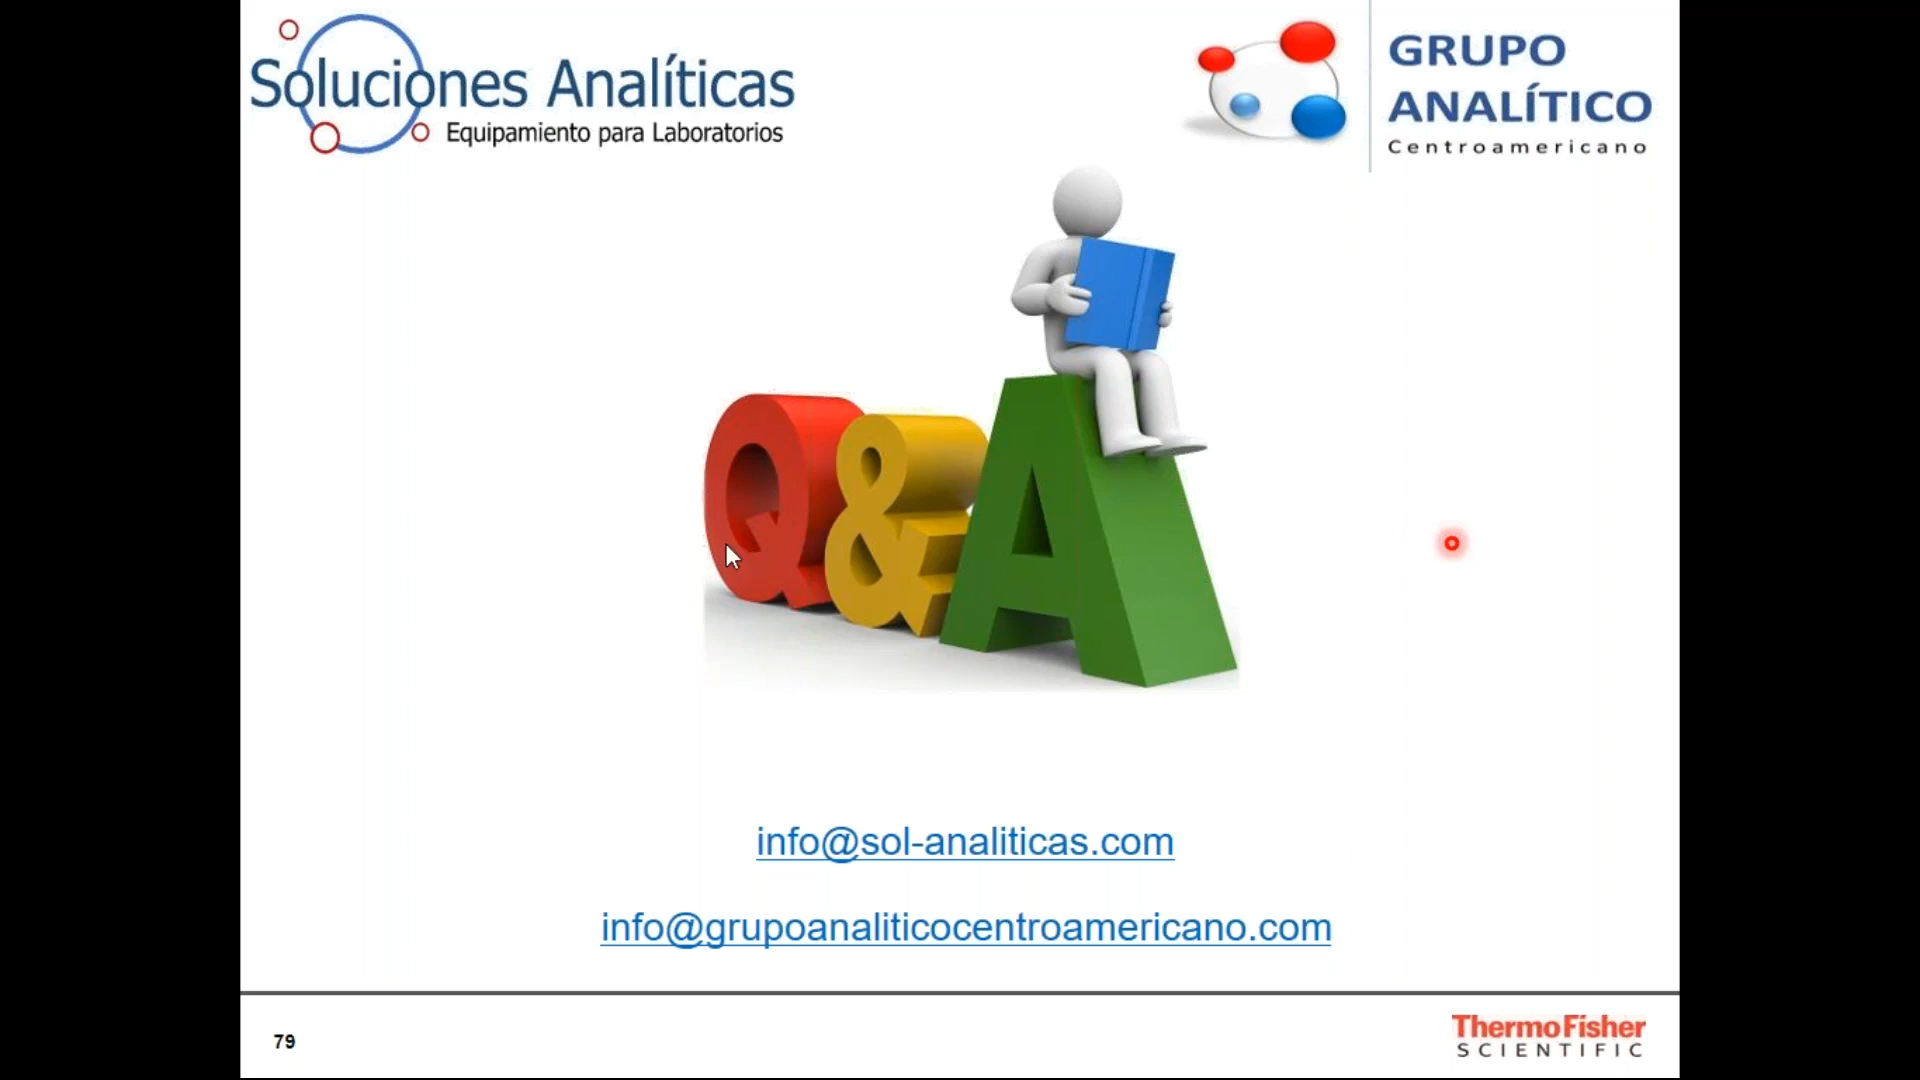 Soluciones Analíticas
Equipamiento para Laboratorios
GRUPO
ANALÍTICO
Centroamericano
Q&A
info@sol-analiticas.com
info@grupoanaliticocentroamericano.com
79
ThermoFisher
SCIENTIFIC